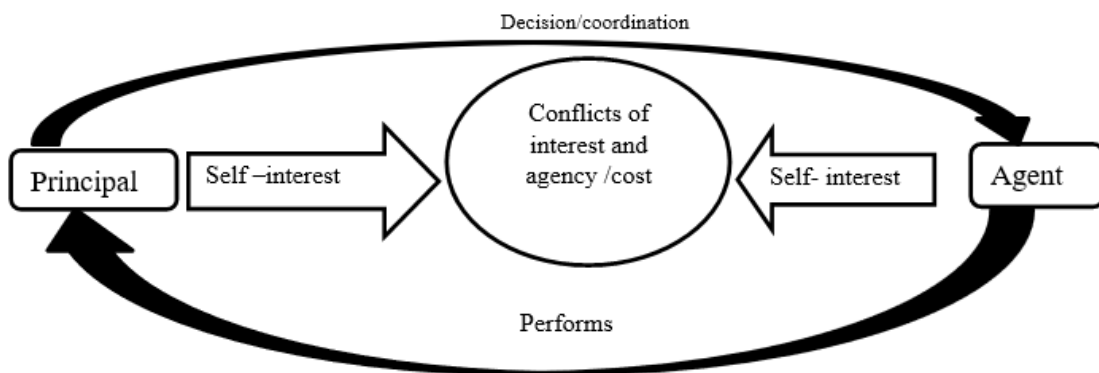 Decision/coordination
Conflicts of
interest and
agency /cost
Principal
Self –interest
Self- interest
Agent
Performs